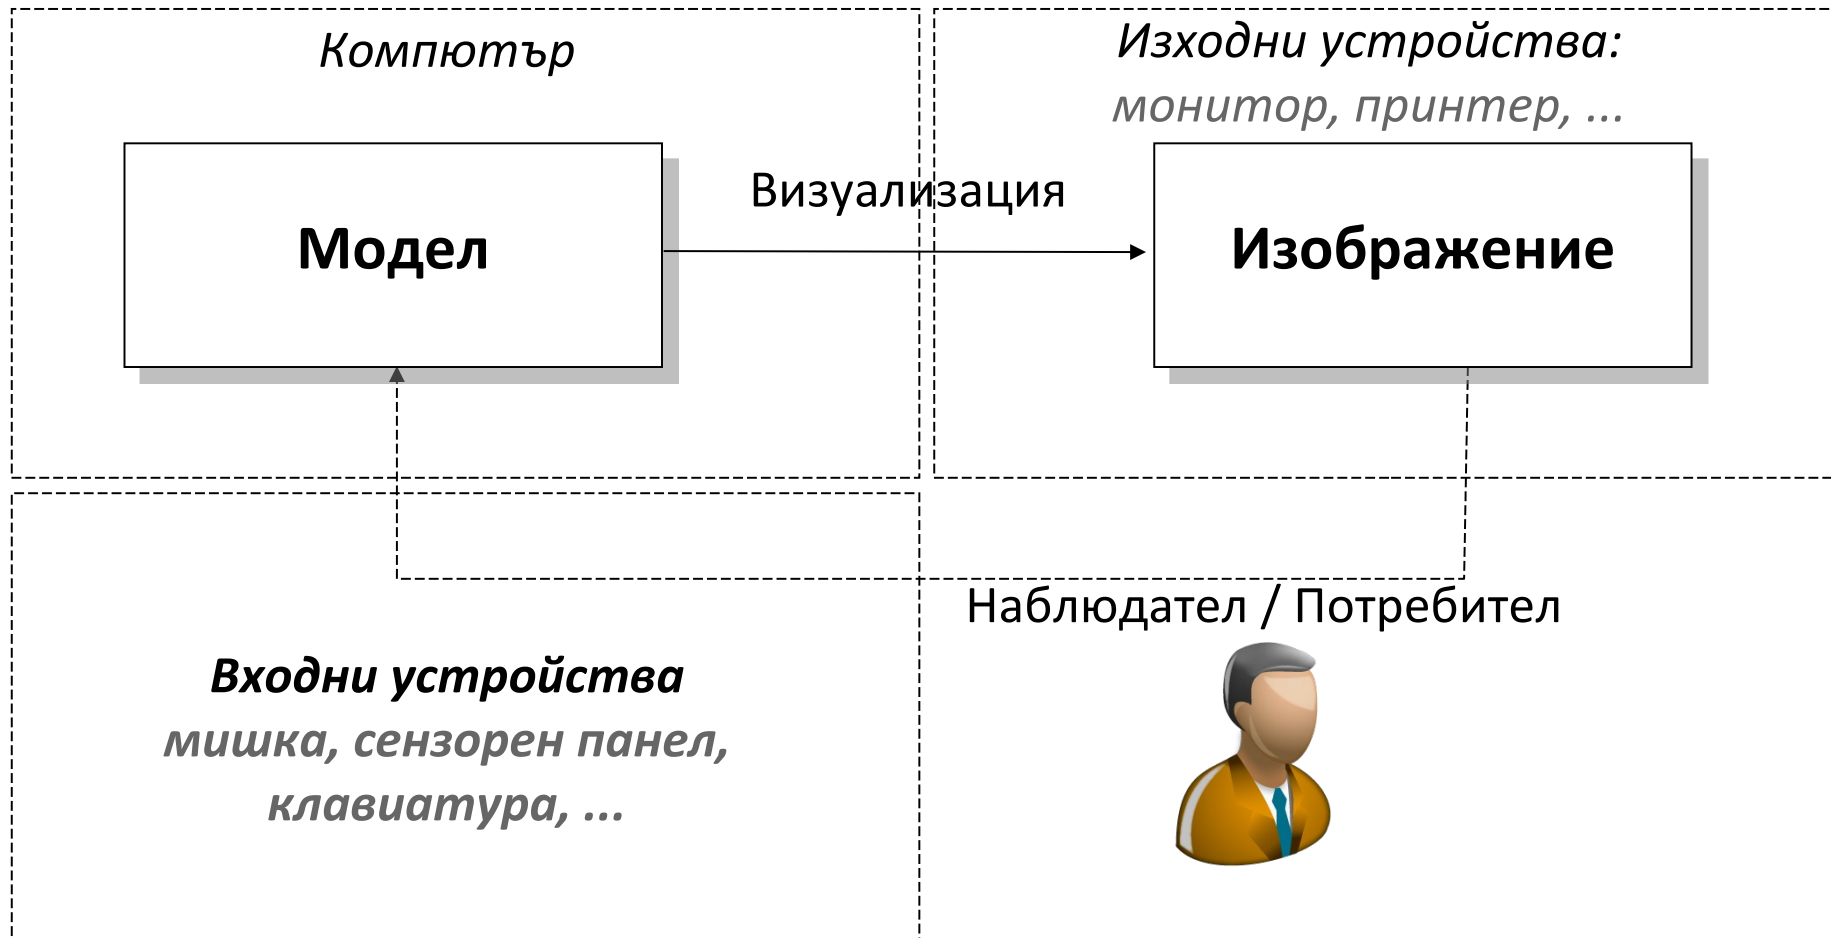 Компютър
Изходни устройства:
монитор, принтер, ...
Визуализация
Модел
Изображение
Наблюдател / Потребител
Входни устройства
мишка, сензорен панел,
клавиатура, ...